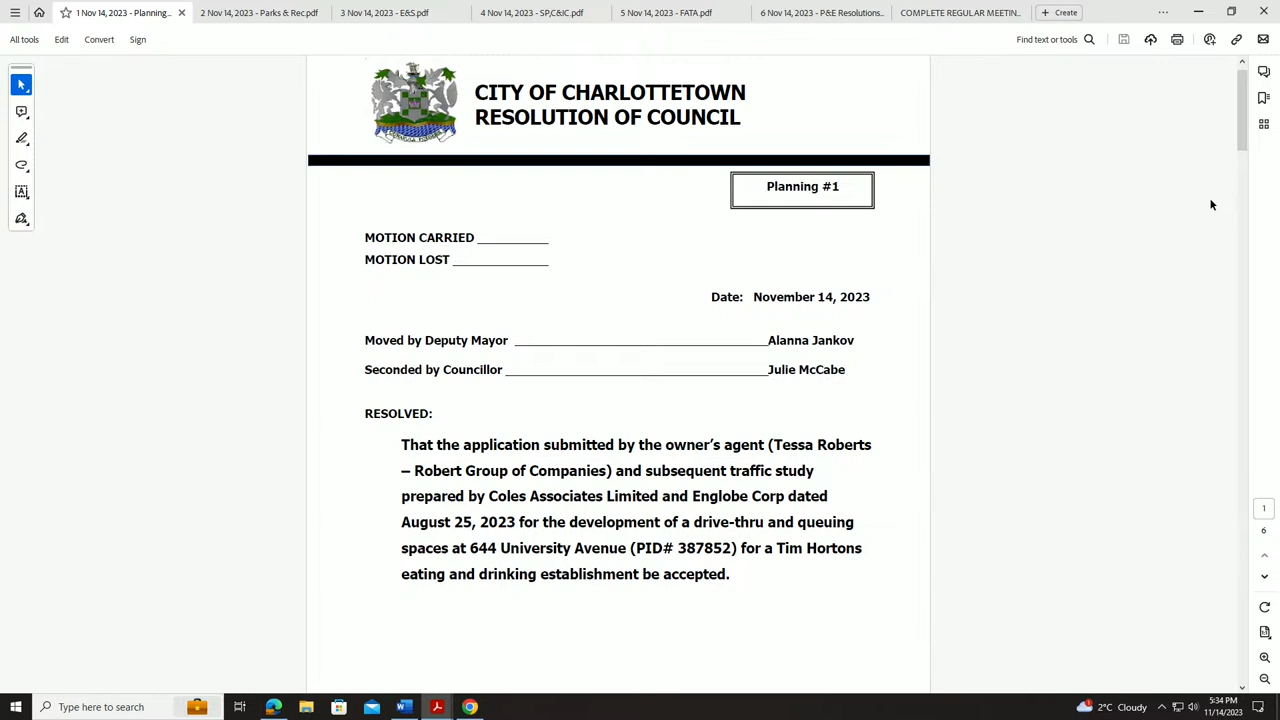 1 Nov 14, 2023 - Planning...
2 Nov 14, 2023 - Parks & Rec.pdf
3 Nov 14, 2023 - E&S.pdf
4 Nov 14, 2023 - SP,C&IC.pdf
5 Nov 14, 2023 - FATA.pdf
6 Nov 14, 2023 - P&E Resolutions...
COMPLETE REGULAR MEETIN...
Create
All tools
Edit
Convert
Sign
Find text or tools
CITY OF CHARLOTTETOWN
RESOLUTION OF COUNCIL
Planning #1
MOTION CARRIED ___________
MOTION LOST ______________
Date: November 14, 2023
Moved by Deputy Mayor ______________________________________Alanna Jankov
Seconded by Councillor _______________________________________Julie McCabe
RESOLVED:
That the application submitted by the owner's agent (Tessa Roberts
– Robert Group of Companies) and subsequent traffic study
prepared by Coles Associates Limited and Englobe Corp dated
August 25, 2023 for the development of a drive-thru and queuing
spaces at 644 University Avenue (PID# 387852) for a Tim Hortons
eating and drinking establishment be accepted.
1
6
Type here to search
2°C Cloudy
5:34 PM
11/14/2023